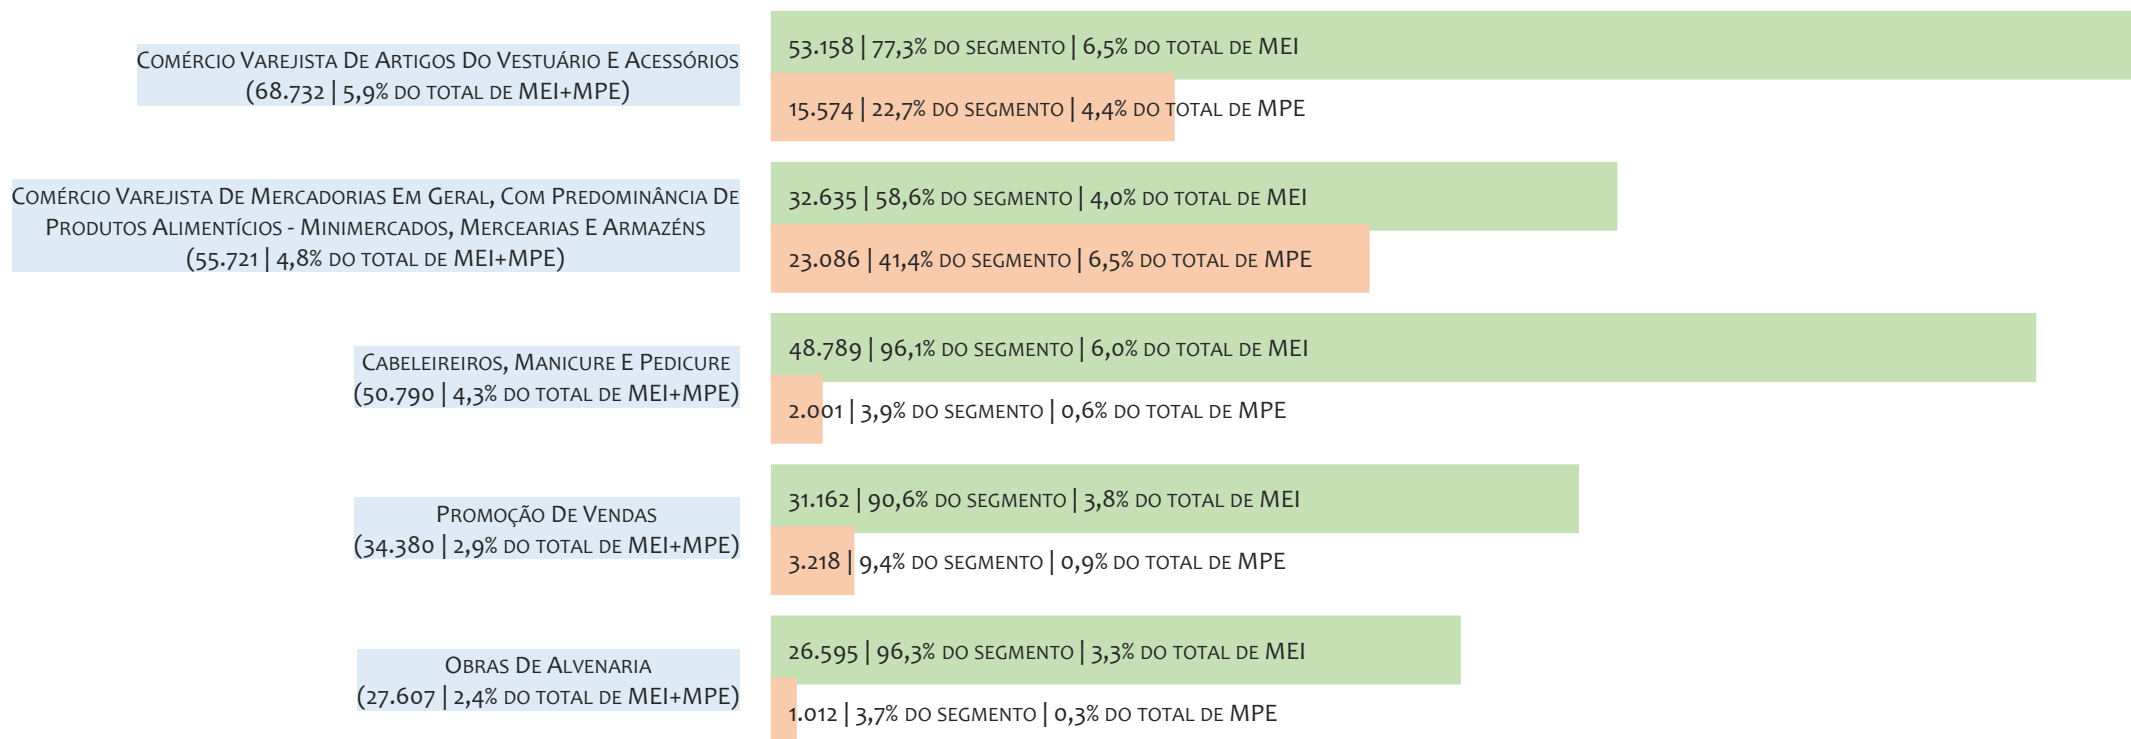 Comércio Varejista De Artigos Do Vestuário E Acessórios
(68.732 | 5,9% do total de MEI+MPE)
53.158 | 77,3% do segmento | 6,5% do total de MEI
15.574 | 22,7% do segmento | 4,4% do total de MPE
Comércio Varejista De Mercadorias Em Geral, Com Predominância De
Produtos Alimentícios - Minimercados, Mercearias E Armazéns
(55.721 | 4,8% do total de MEI+MPE)
32.635 | 58,6% do segmento | 4,0% do total de MEI
23.086 | 41,4% do segmento | 6,5% do total de MPE
Cabeleireiros, Manicure E Pedicure
(50.790 | 4,3% do total de MEI+MPE)
48.789 | 96,1% do segmento | 6,0% do total de MEI
2.001 | 3,9% do segmento | 0,6% do total de MPE
Promoção De Vendas
(34.380 | 2,9% do total de MEI+MPE)
31.162 | 90,6% do segmento | 3,8% do total de MEI
3.218 | 9,4% do segmento | 0,9% do total de MPE
Obras De Alvenaria
(27.607 | 2,4% do total de MEI+MPE)
26.595 | 96,3% do segmento | 3,3% do total de MEI
1.012 | 3,7% do segmento | 0,3% do total de MPE